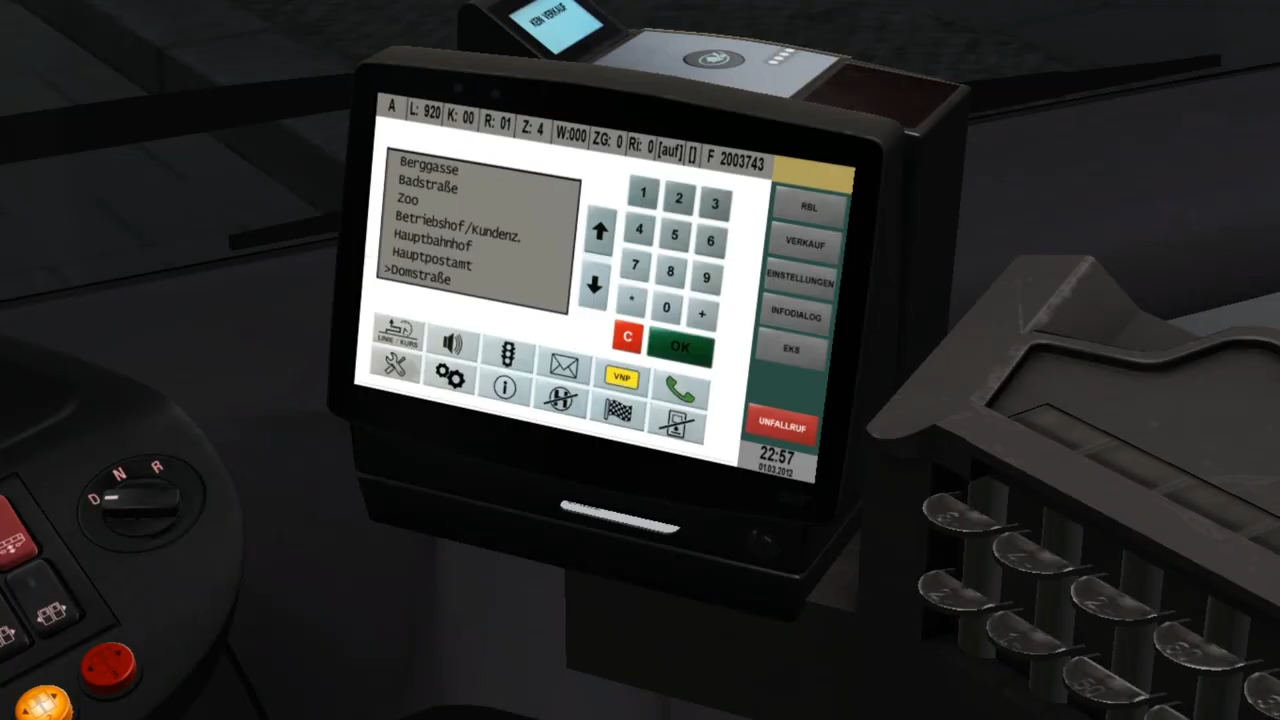 KEIN VERKAUF
A L: 920 K: 00 R: 01 Z: 4 W:000 ZG: 0 Ri: 0 [auf] [] F 2003743
Berggasse
Badstraße
Zoo
Betriebshof/Kundenz.
Hauptbahnhof
Hauptpostamt
>Domstraße
1 2 3
4 5 6
7 8 9
* 0 +
C OK
RBL
VERKAUF
EINSTELLUNGEN
INFODIALOG
EKS
UNFALLRUF
LINIE / KURS
VNP
22:57
01.03.2012
D N R